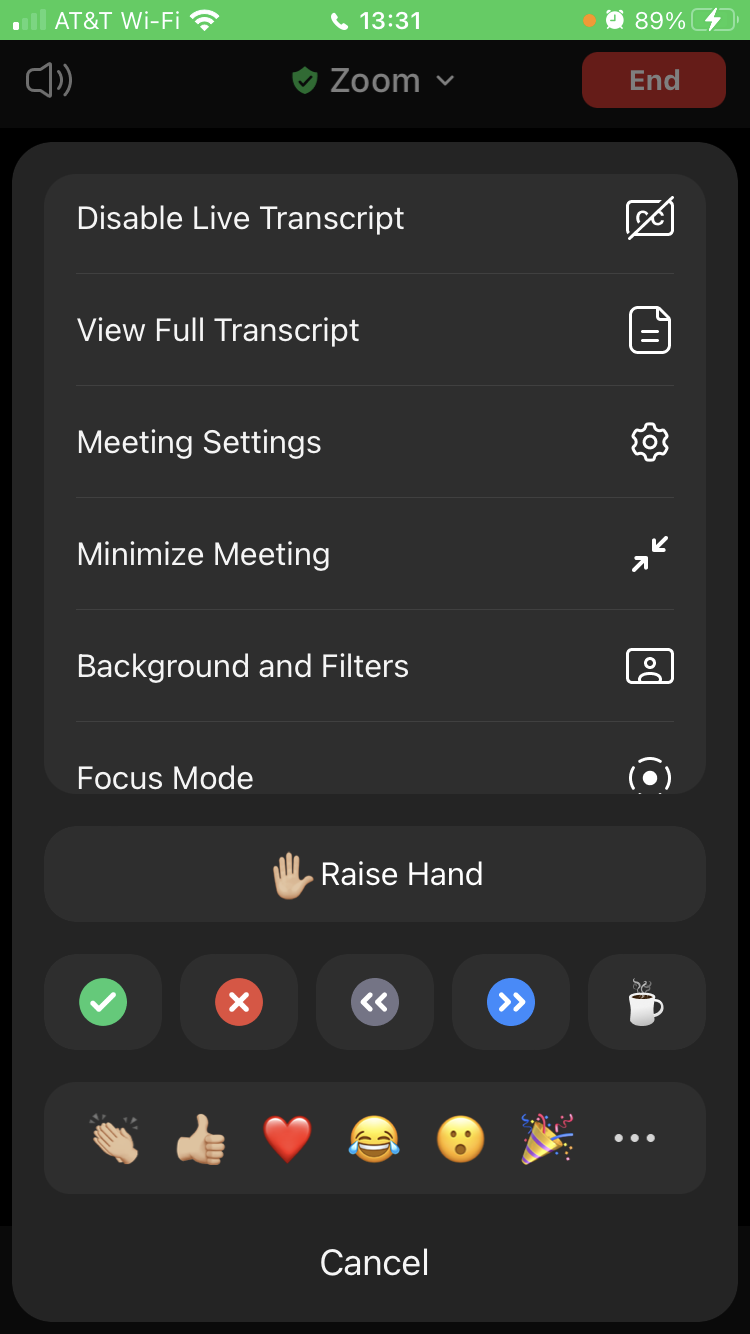 AT&T Wi-Fi 13:31 89%
Zoom End
Disable Live Transcript CC
View Full Transcript
Meeting Settings
Minimize Meeting
Background and Filters
Focus Mode
Raise Hand
Cancel